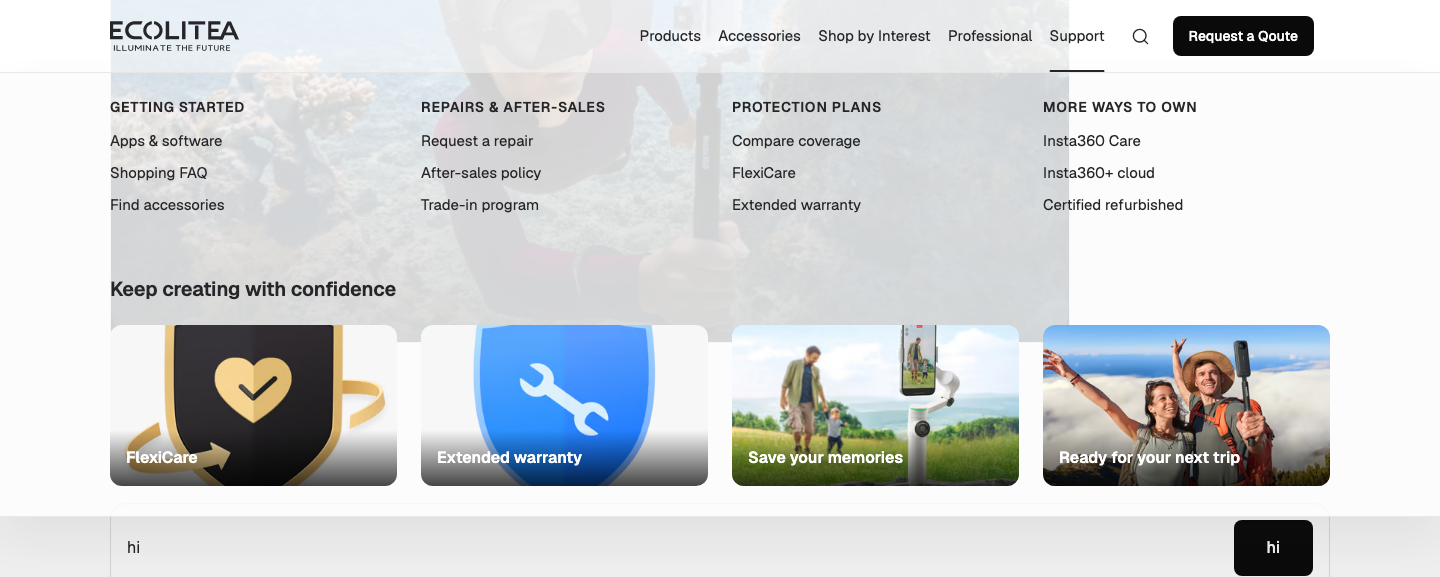 ECOLITEA
ILLUMINATE THE FUTURE
Products Accessories Shop by Interest Professional Support Request a Qoute
GETTING STARTED
Apps & software
Shopping FAQ
Find accessories
REPAIRS & AFTER-SALES
Request a repair
After-sales policy
Trade-in program
PROTECTION PLANS
Compare coverage
FlexiCare
Extended warranty
MORE WAYS TO OWN
Insta360 Care
Insta360+ cloud
Certified refurbished
Keep creating with confidence
FlexiCare
Extended warranty
Save your memories
Ready for your next trip
hi
hi